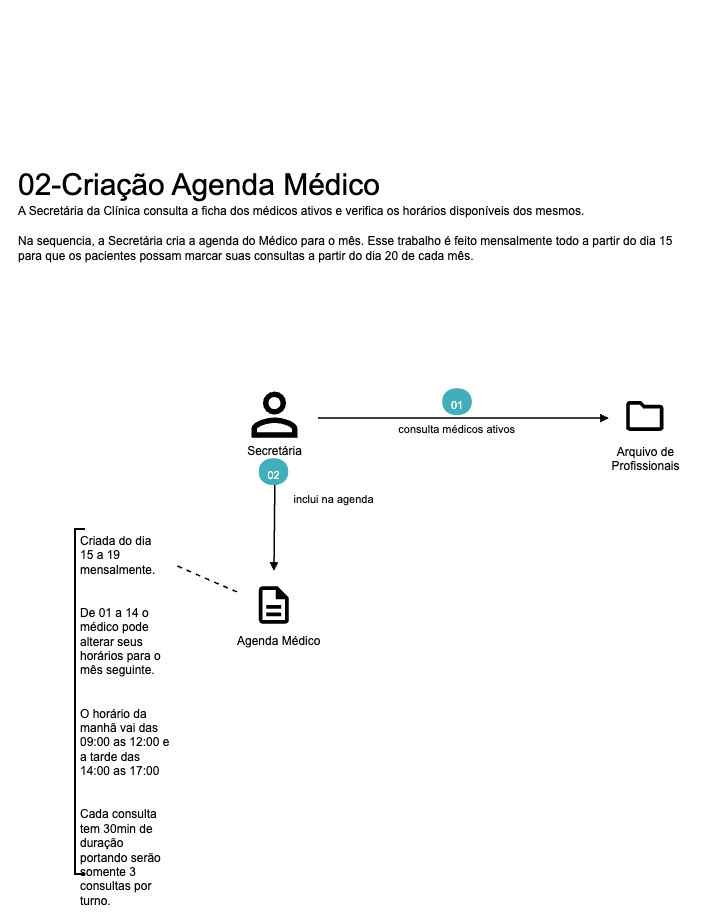 02-Criação Agenda Médico
A Secretária da Clínica consulta a ficha dos médicos ativos e verifica os horários disponíveis dos mesmos.
Na sequencia, a Secretária cria a agenda do Médico para o mês. Esse trabalho é feito mensalmente todo a partir do dia 15
para que os pacientes possam marcar suas consultas a partir do dia 20 de cada mês.
01
consulta médicos ativos
Secretária
Arquivo de
Profissionais
02
inclui na agenda
Agenda Médico
Criada do dia
15 a 19
mensalmente.
De 01 a 14 o
médico pode
alterar seus
horários para o
mês seguinte.
O horário da
manhã vai das
09:00 as 12:00 e
a tarde das
14:00 as 17:00
Cada consulta
tem 30min de
duração
portando serão
somente 3
consultas por
turno.